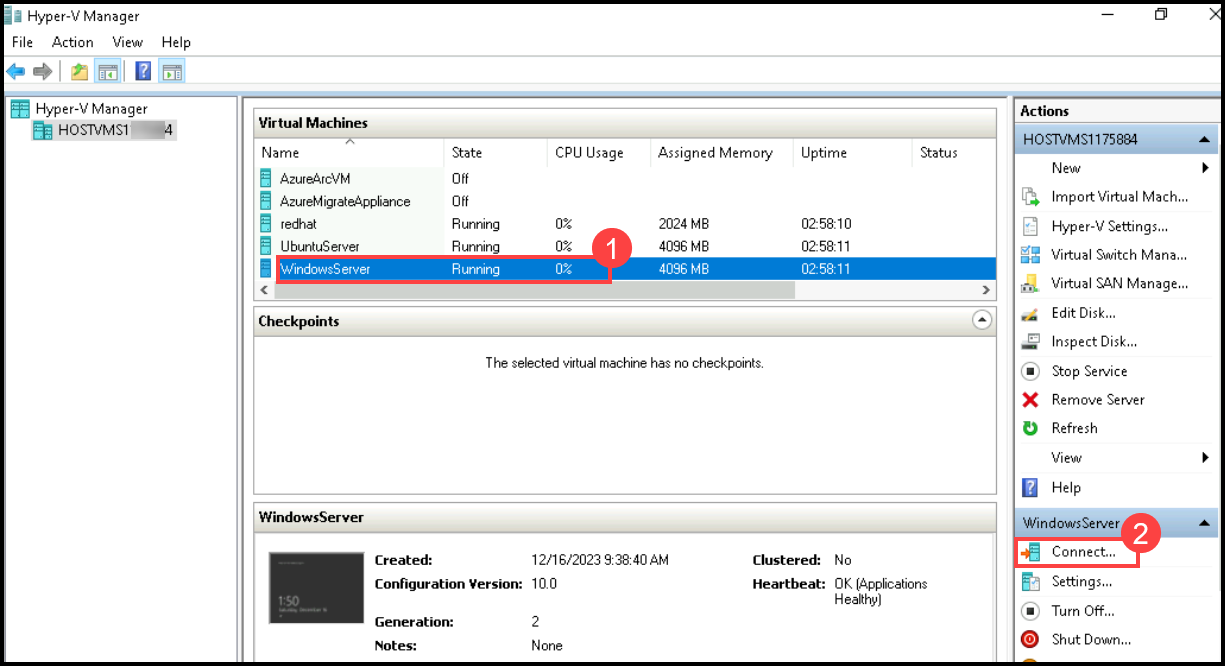 Hyper-V Manager
File Action View Help
Hyper-V Manager
HOSTVMS1 4
Virtual Machines
Name State CPU Usage Assigned Memory Uptime Status
AzureArcVM Off
AzureMigrateAppliance Off
redhat Running 0% 2024 MB 02:58:10
UbuntuServer Running 0% 4096 MB 02:58:11
WindowsServer Running 0% 4096 MB 02:58:11
1
Checkpoints
The selected virtual machine has no checkpoints.
WindowsServer
1:50
Saturday, December 16
Created: 12/16/2023 9:38:40 AM Clustered: No
Configuration Version: 10.0 Heartbeat: OK (Applications
Healthy)
Generation: 2
Notes: None
Actions
HOSTVMS1175884
New
Import Virtual Mach...
Hyper-V Settings...
Virtual Switch Mana...
Virtual SAN Manage...
Edit Disk...
Inspect Disk...
Stop Service
Remove Server
Refresh
View
Help
WindowsServer
2
Connect...
Settings...
Turn Off...
Shut Down...